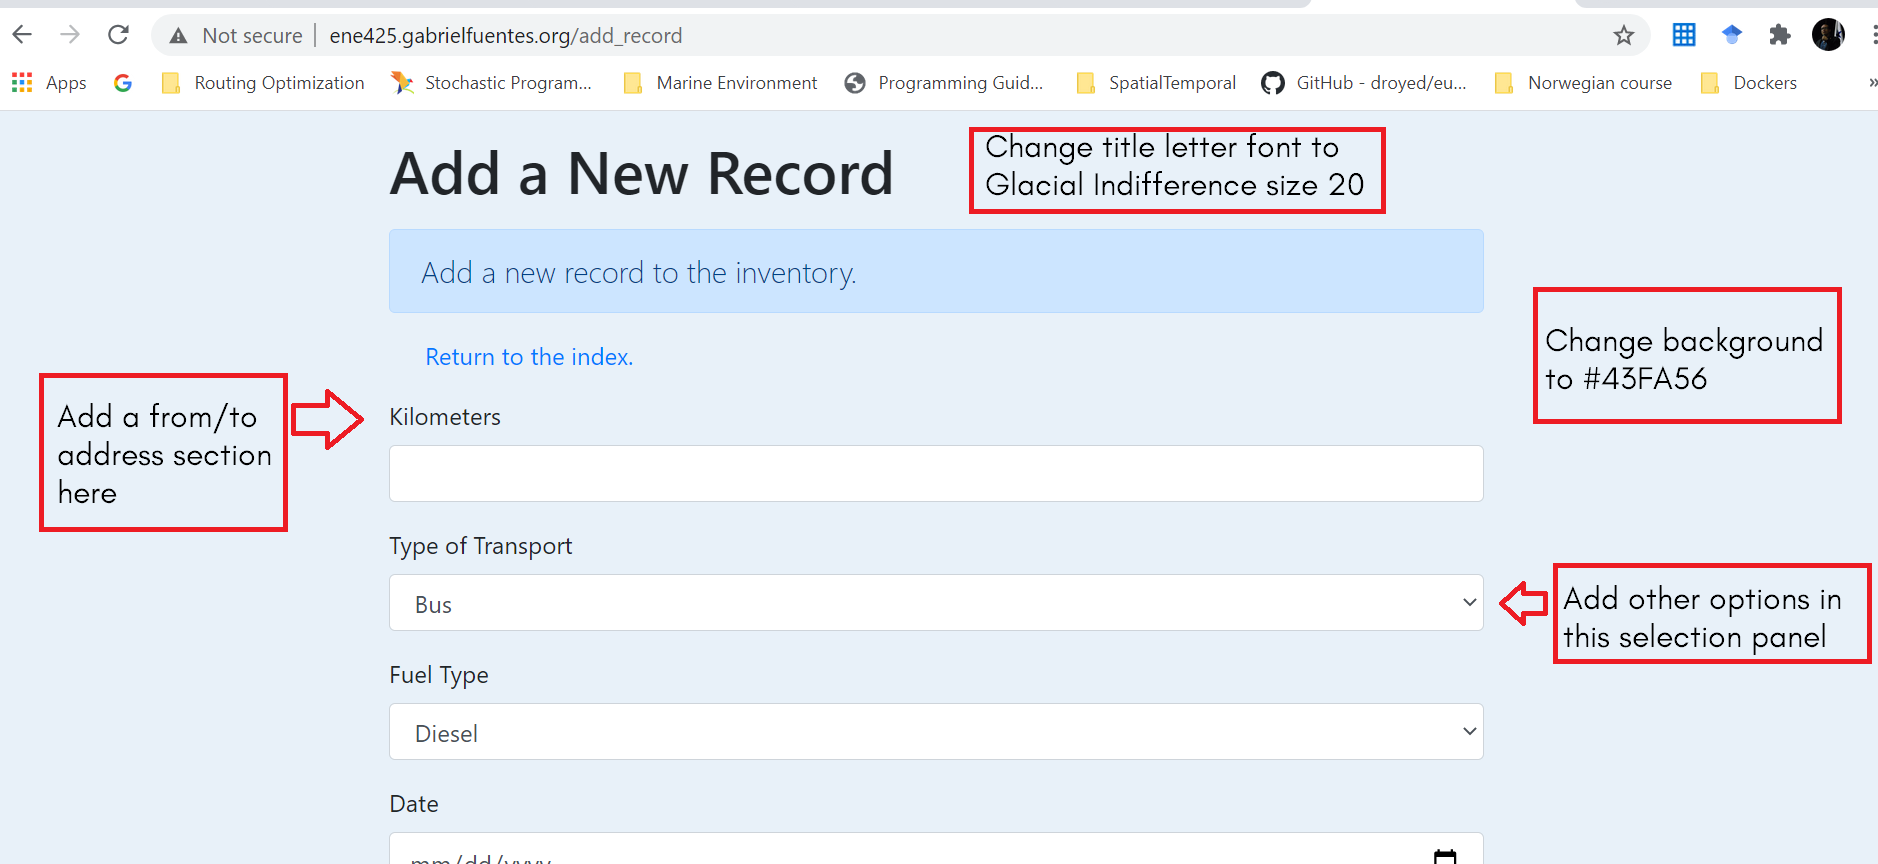 Not secure | ene425.gabrielfuentes.org/add_record
Apps
Routing Optimization
Stochastic Program...
Marine Environment
Programming Guid...
SpatialTemporal
GitHub - droyed/eu...
Norwegian course
Dockers
»
Add a New Record
Change title letter font to
Glacial Indifference size 20
Add a new record to the inventory.
Change background
to #43FA56
Return to the index.
Add a from/to
address section
here
Kilometers
Type of Transport
Bus
Add other options in
this selection panel
Fuel Type
Diesel
Date
mm/dd/yyyy